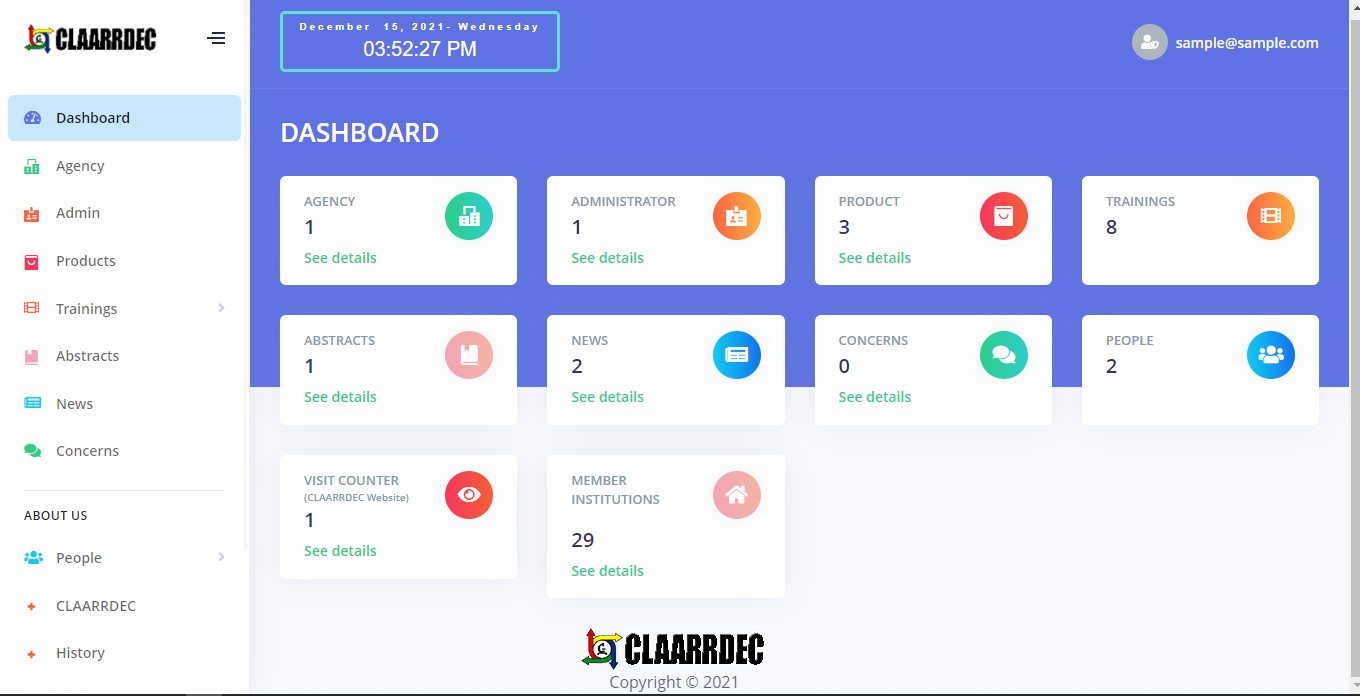 CLAARRDEC
December 15, 2021- Wednesday
03:52:27 PM
sample@sample.com
Dashboard
Agency
Admin
Products
Trainings
Abstracts
News
Concerns
ABOUT US
People
CLAARRDEC
History
DASHBOARD
AGENCY
1
See details
ADMINISTRATOR
1
See details
PRODUCT
3
See details
TRAININGS
8
ABSTRACTS
1
See details
NEWS
2
See details
CONCERNS
0
See details
PEOPLE
2
VISIT COUNTER
(CLAARRDEC Website)
1
See details
MEMBER
INSTITUTIONS
29
See details
CLAARRDEC
Copyright © 2021